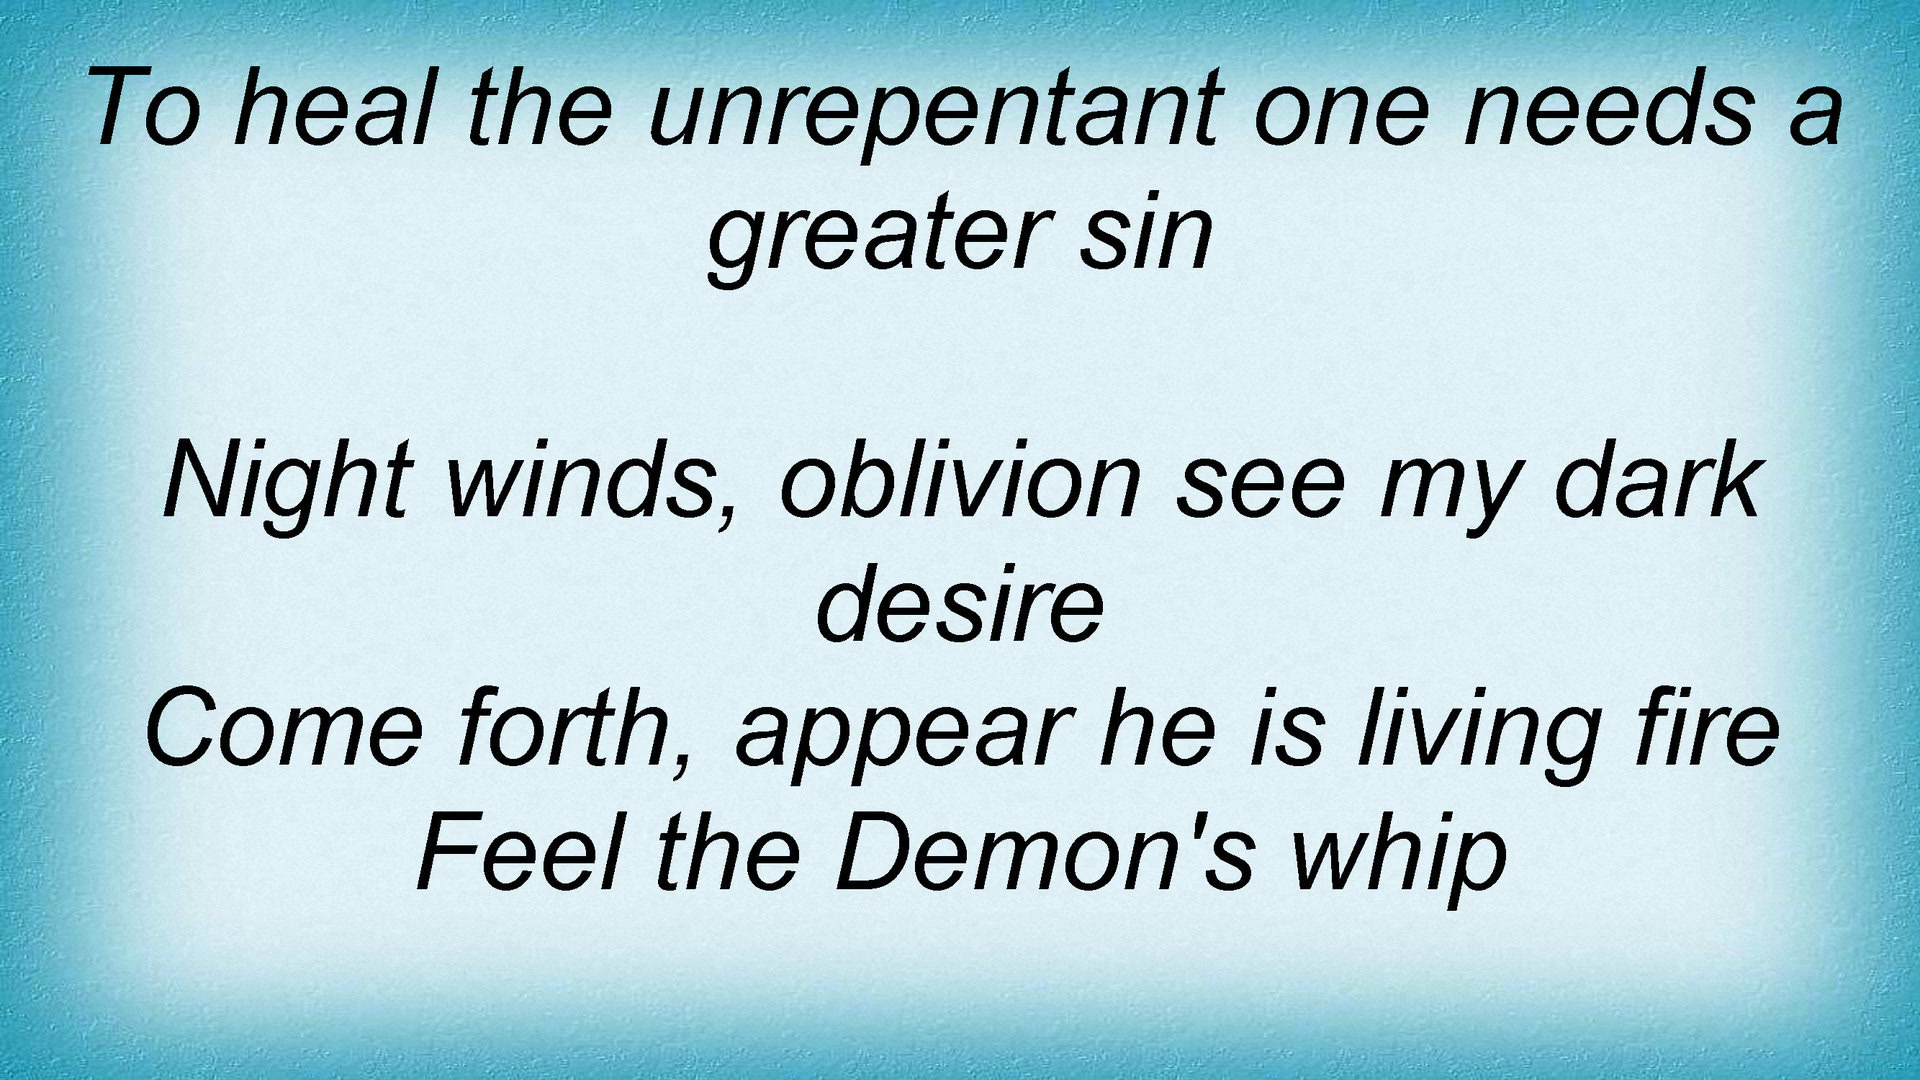 To heal the unrepentant one needs a
greater sin
Night winds, oblivion see my dark
desire
Come forth, appear he is living fire
Feel the Demon's whip